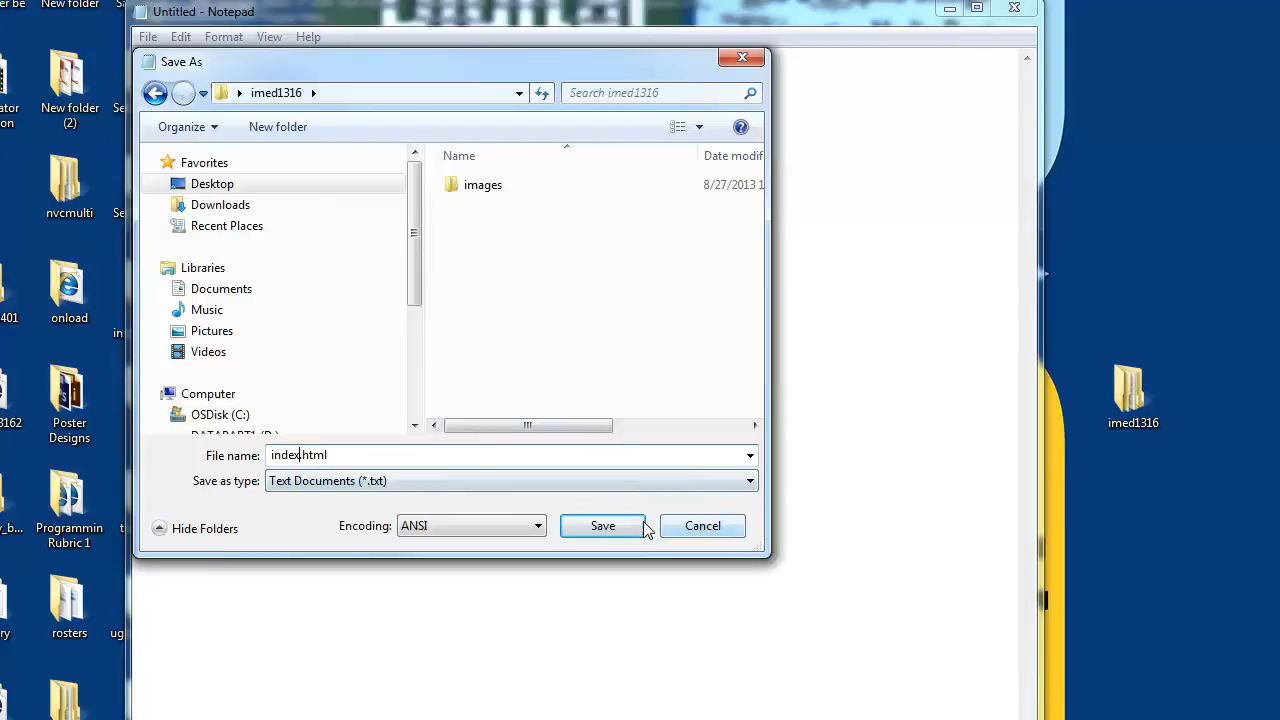 Untitled - Notepad
File Edit Format View Help
Save As
imed1316
Search imed1316
Organize New folder
Favorites
Desktop
Downloads
Recent Places
Libraries
Documents
Music
Pictures
Videos
Computer
OSDisk (C:)
Name Date modif
images 8/27/2013 1
File name: index.html
Save as type: Text Documents (*.txt)
Hide Folders
Encoding: ANSI Save Cancel
New folder
New folder
(2)
nvcmulti
onload
Poster
Designs
Programmin
Rubric 1
rosters
imed1316
401
3162